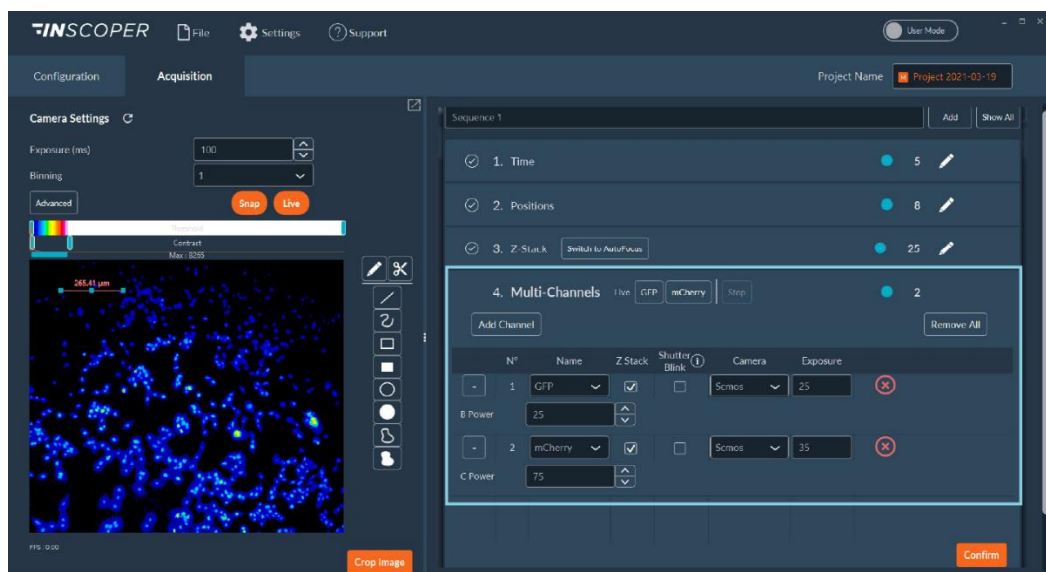 INSCOPER File Settings Support User Mode
Configuration Acquisition Project Name Project 2021-03-19
Camera Settings
Exposure (ms) 100
Binning 1
Advanced Snap Live
Threshold
Contrast
Max : 8265
265.41 µm
FPS : 0.00
Crop Image
Sequence 1 Add Show All
1. Time 5
2. Positions 8
3. Z-Stack Switch to AutoFocus 25
4. Multi-Channels Live GFP mCherry Stop 2
Add Channel Remove All
N° Name Z Stack Shutter Blink Camera Exposure
- 1 GFP Scmos 25
B Power 25
- 2 mCherry Scmos 35
C Power 75
Confirm